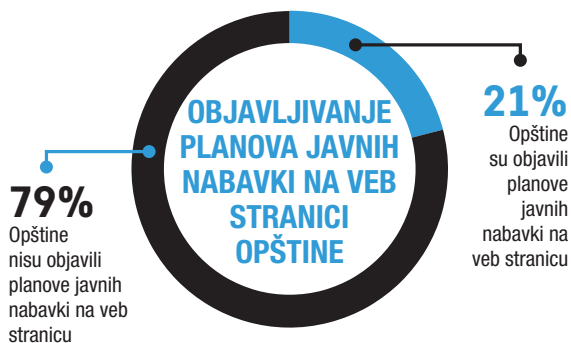 OBJAVLJIVANJE
PLANOVA JAVNIH
NABAVKI NA VEB
STRANICI
OPŠTINE
21%
Opštine
su objavili
planove
javnih
nabavki na
veb stranicu
79%
Opštine
nisu objavili
planove javnih
nabavki na veb
stranicu